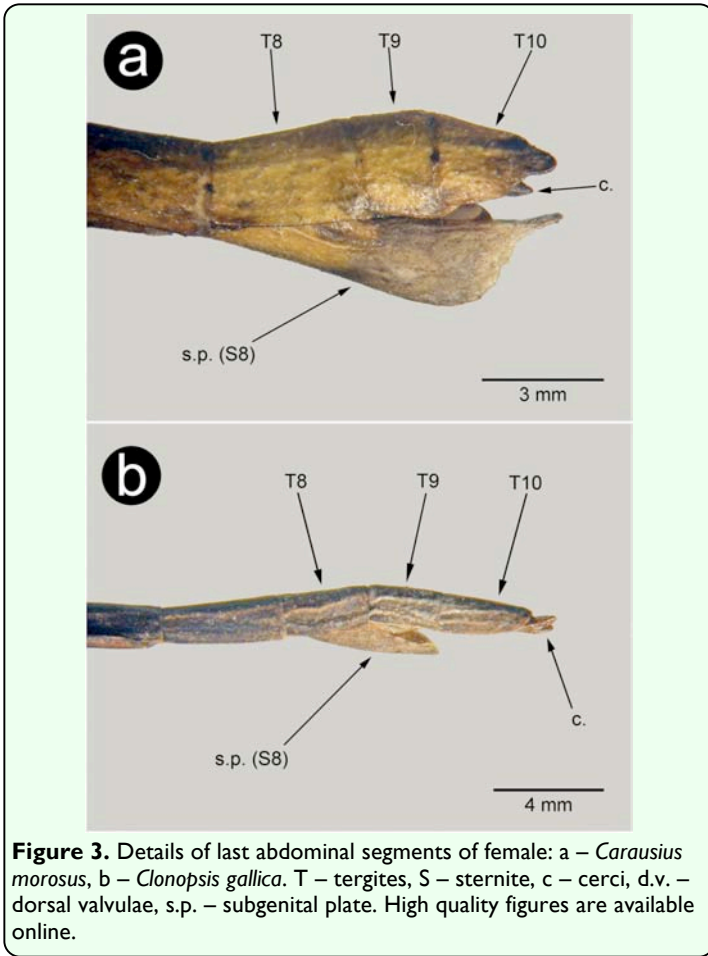 a
T8 T9 T10
c.
s.p. (S8)
3 mm
b
T8 T9 T10
c.
s.p. (S8)
4 mm
Figure 3. Details of last abdominal segments of female: a – Carausius
morosus, b – Clonopsis gallica. T – tergites, S – sternite, c – cerci, d.v. –
dorsal valvulae, s.p. – subgenital plate. High quality figures are available
online.